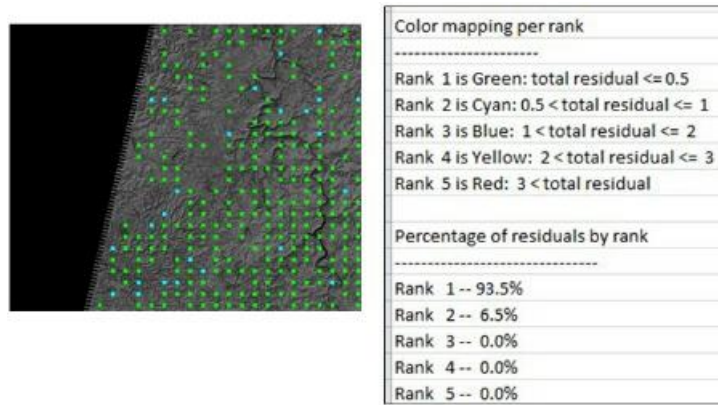 Color mapping per rank
----------------------
Rank 1 is Green: total residual <= 0.5
Rank 2 is Cyan: 0.5 < total residual <= 1
Rank 3 is Blue: 1 < total residual <= 2
Rank 4 is Yellow: 2 < total residual <= 3
Rank 5 is Red: 3 < total residual
Percentage of residuals by rank
-------------------------------
Rank 1 -- 93.5%
Rank 2 -- 6.5%
Rank 3 -- 0.0%
Rank 4 -- 0.0%
Rank 5 -- 0.0%